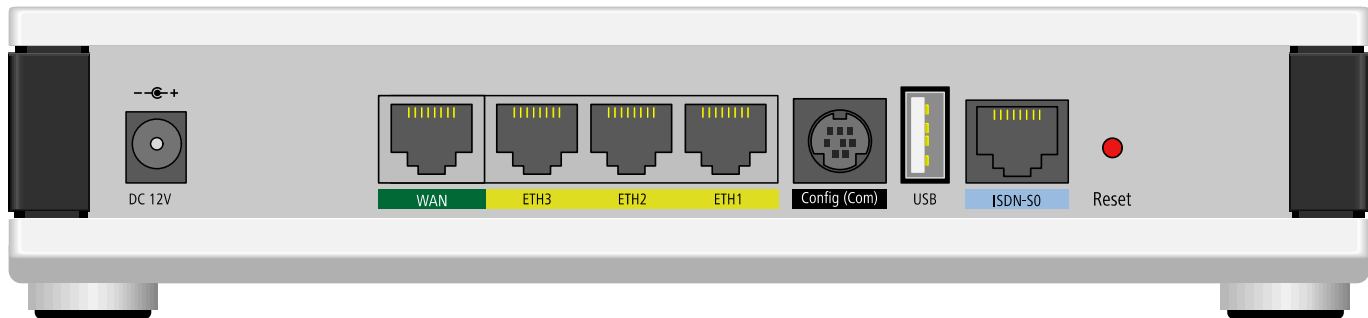 DC 12V
WAN
ETH3
ETH2
ETH1
Config (Com)
USB
ISDN-S0
Reset